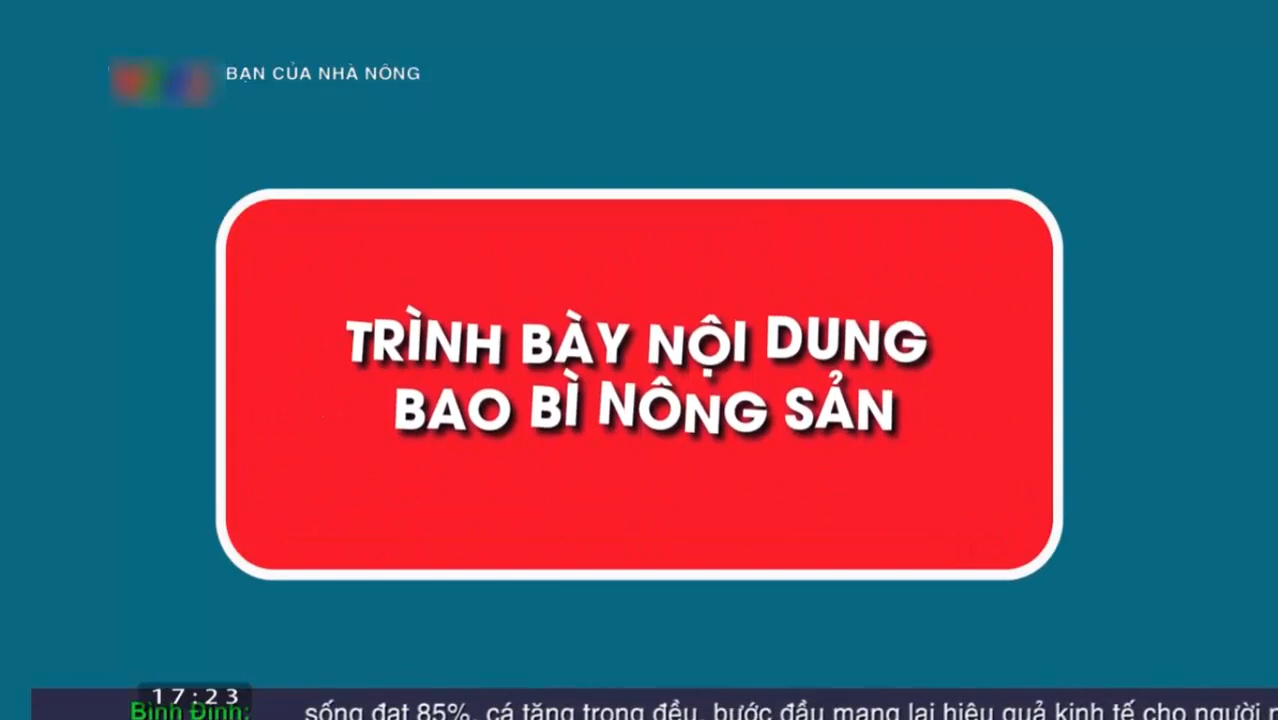 BẠN CỦA NHÀ NÔNG
TRÌNH BÀY NỘI DUNG
BAO BÌ NÔNG SẢN
17:23
Bình Định: sống đạt 85%, cá tăng trọng đều, bước đầu mang lại hiệu quả kinh tế cho người